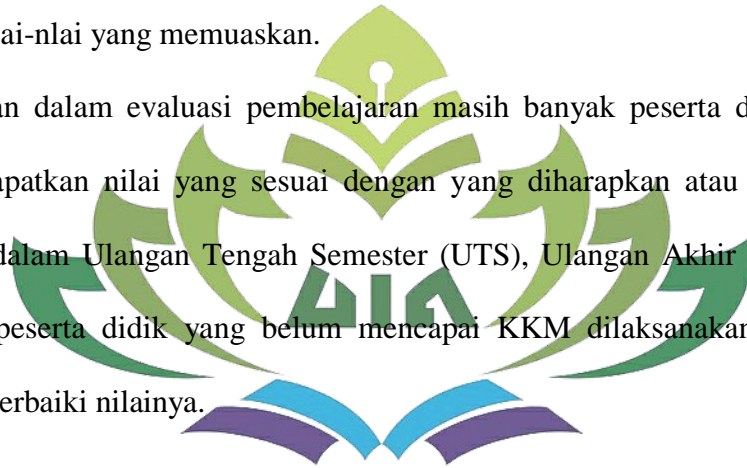 ai-nlai yang memuaskan.
an dalam evaluasi pembelajaran masih banyak peserta d
apatkan nilai yang sesuai dengan yang diharapkan atau
dalam Ulangan Tengah Semester (UTS), Ulangan Akhir
UIN
peserta didik yang belum mencapai KKM dilaksanakan
erbaiki nilainya.